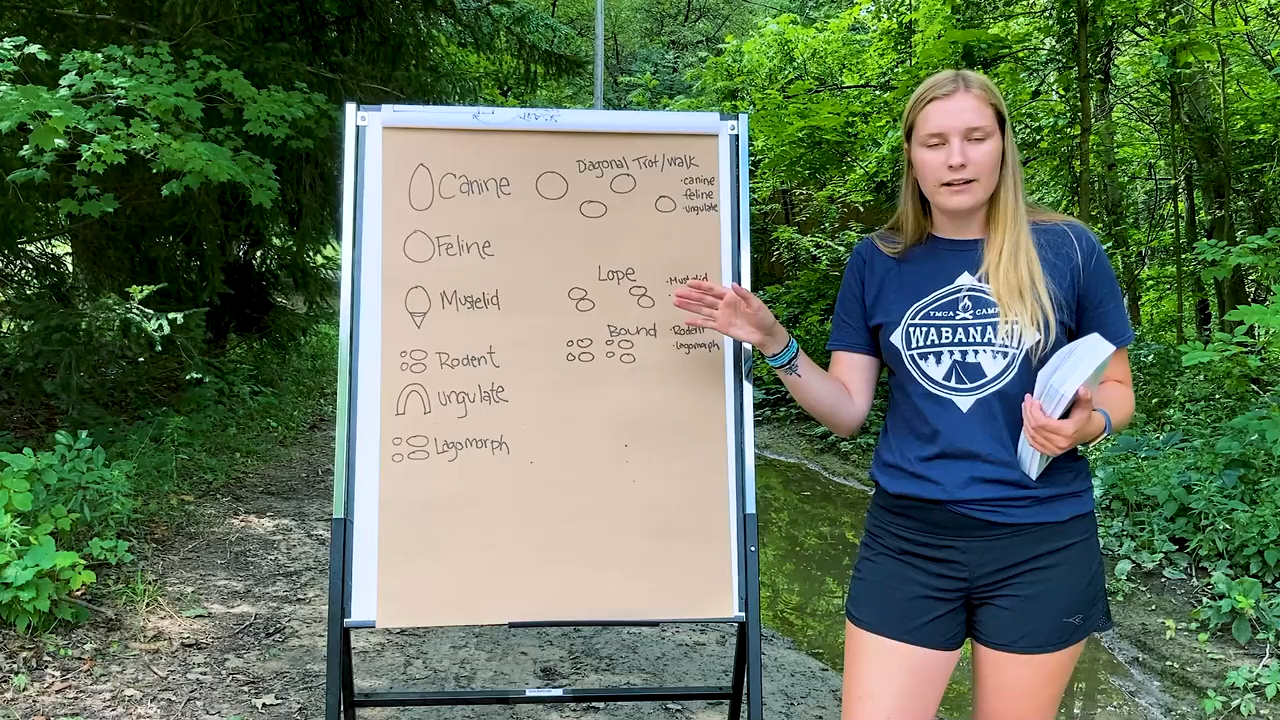 Canine
Feline
Mustelid
Rodent
ungulate
Lagomorph
Diagonal Trot/walk
·canine
·feline
·ungulate
Lope
·Mustelid
Bound
·Rodent
·Lagomorph
YMCA CAMP
WABANAKI